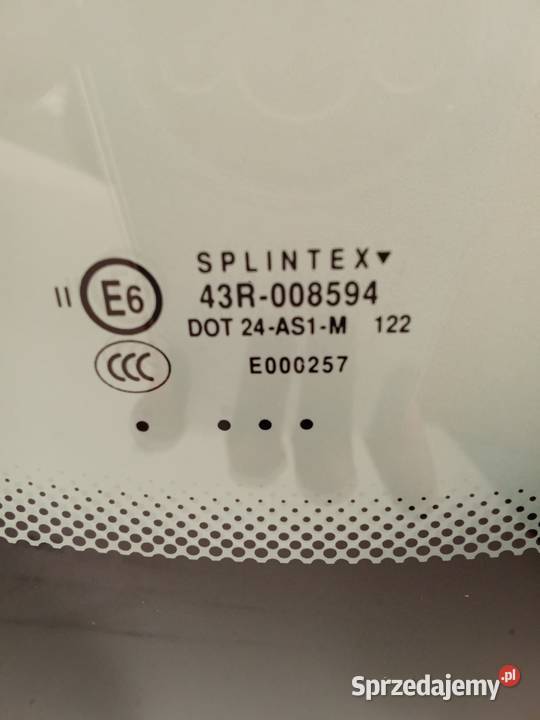 SPLINTEX▼
II E6 43R-008594
DOT 24-AS1-M 122
CCC E000257
Sprzedajemy.pl